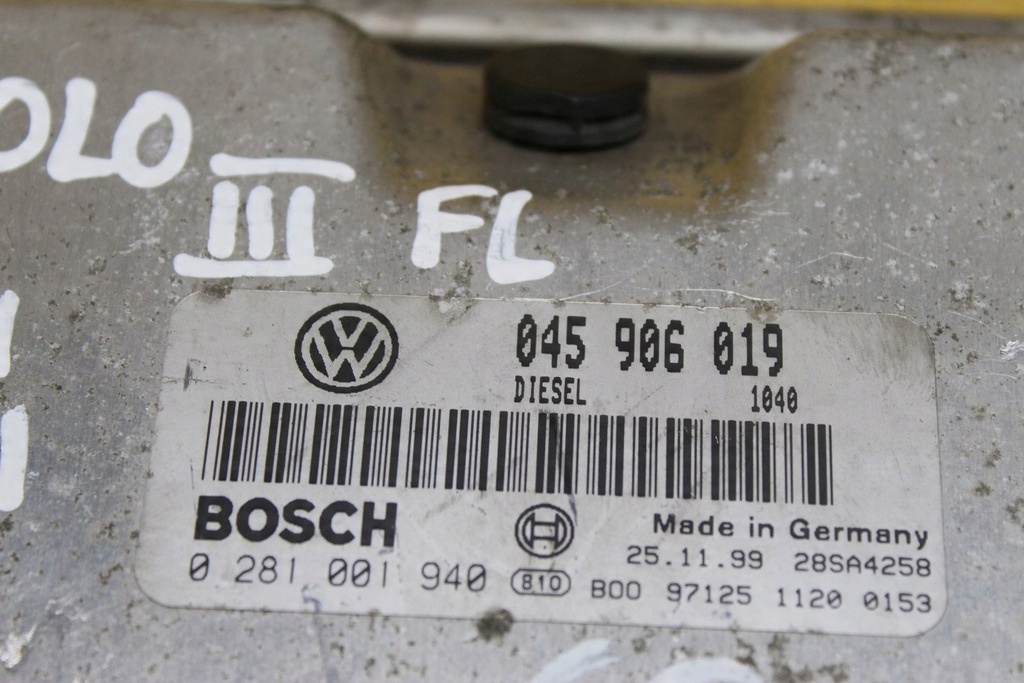 OLO III FL
045 906 019
DIESEL 1040
BOSCH Made in Germany
25.11.99 28SA4258
0 281 001 940 810 B00 97125 1120 0153